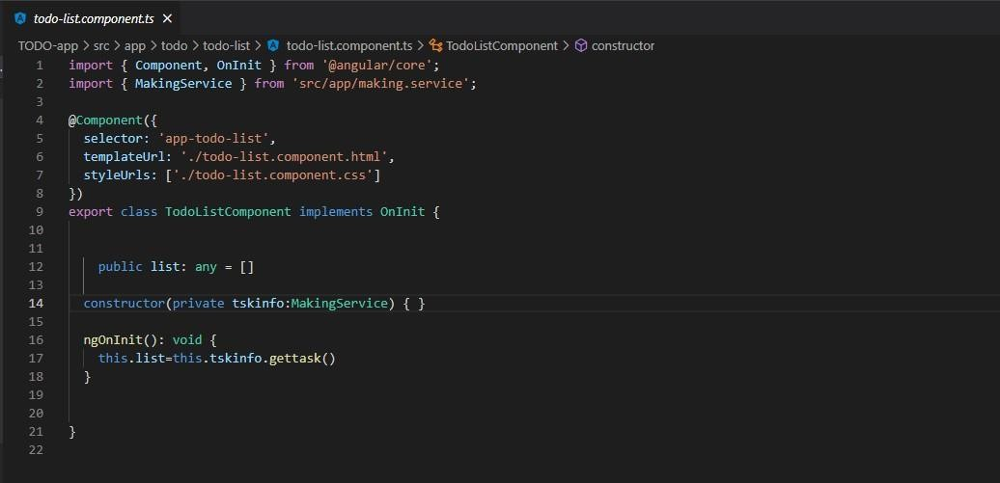 todo-list.component.ts ×
TODO-app > src > app > todo > todo-list > todo-list.component.ts > TodoListComponent > constructor
1 import { Component, OnInit } from '@angular/core';
2 import { MakingService } from 'src/app/making.service';
3
4 @Component({
5   selector: 'app-todo-list',
6   templateUrl: './todo-list.component.html',
7   styleUrls: ['./todo-list.component.css']
8 })
9 export class TodoListComponent implements OnInit {
10
11
12     public list: any = []
13
14   constructor(private tskinfo:MakingService) { }
15
16   ngOnInit(): void {
17     this.list=this.tskinfo.gettask()
18   }
19
20
21 }
22